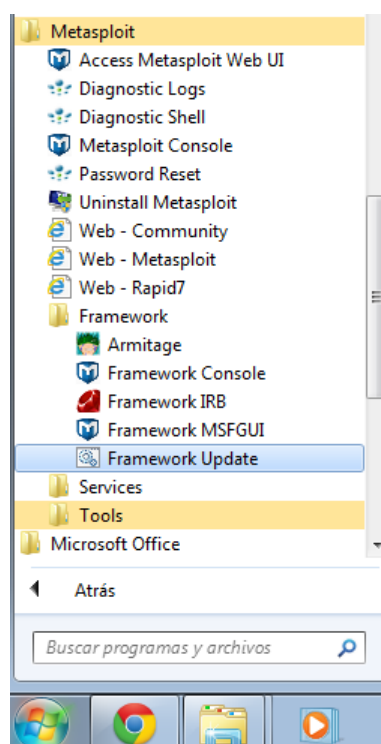 Metasploit
Access Metasploit Web UI
Diagnostic Logs
Diagnostic Shell
Metasploit Console
Password Reset
Uninstall Metasploit
Web - Community
Web - Metasploit
Web - Rapid7
Framework
Armitage
Framework Console
Framework IRB
Framework MSFGUI
Framework Update
Services
Tools
Microsoft Office
Atrás
Buscar programas y archivos